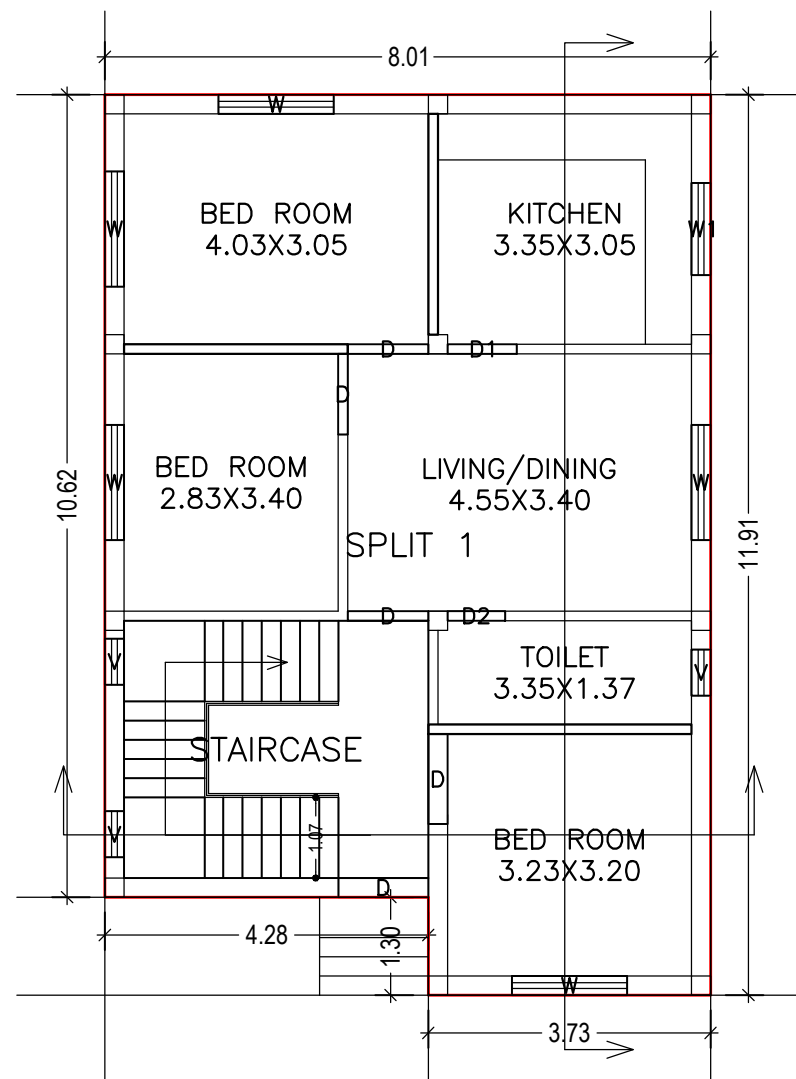 8.01
W
BED ROOM
4.03X3.05
KITCHEN
3.35X3.05
W
W1
D
D1
D
BED ROOM
2.83X3.40
LIVING/DINING
4.55X3.40
W
W
10.62
11.91
SPLIT 1
D
D2
TOILET
3.35X1.37
V
V
STAIRCASE
D
V
1.07
BED ROOM
3.23X3.20
D
4.28
1.30
W
3.73